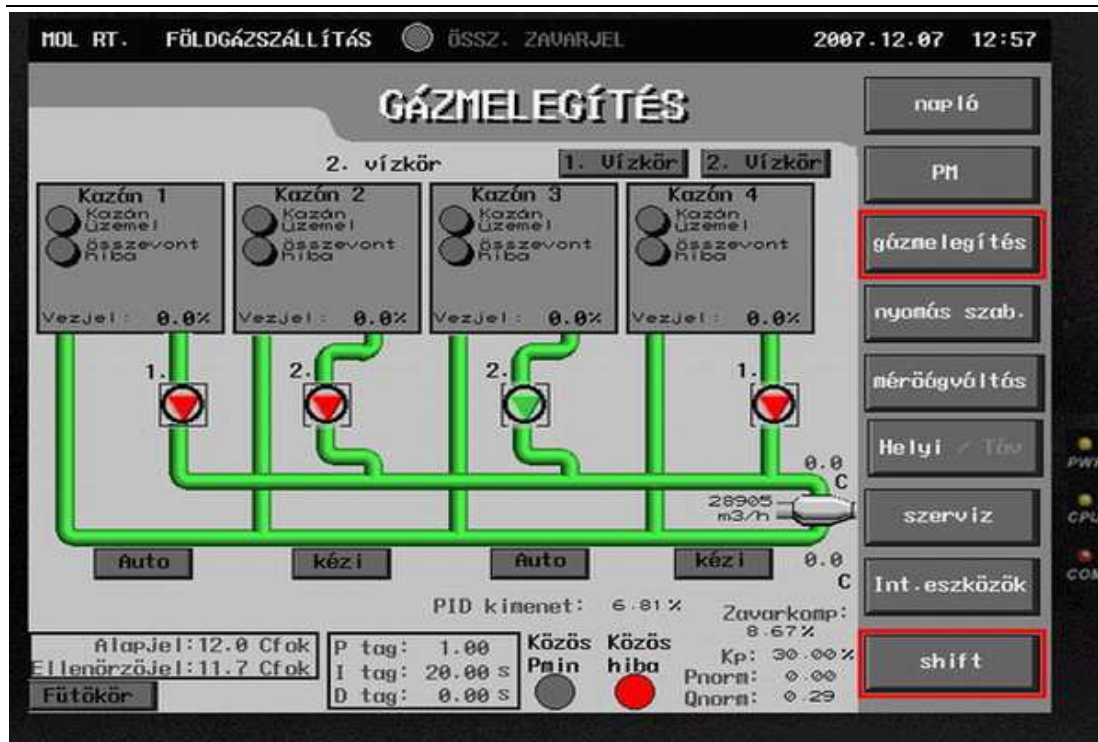 MOL RT. FÖLDGÁZSZÁLLÍTÁS ÖSSZ. ZAVARJEL 2007.12.07 12:57
GÁZMELEGÍTÉS
2. vízkör 1. Vízkör 2. Vízkör
Kazán 1 Kazán 2 Kazán 3 Kazán 4
Kazán üzemel Kazán üzemel Kazán üzemel Kazán üzemel
összevont hiba összevont hiba összevont hiba összevont hiba
Vezjel: 0.0% Vezjel: 0.0% Vezjel: 0.0% Vezjel: 0.0%
1. 2. 2. 1.
0.0
C
28905
m3/h
Auto kézi Auto kézi 0.0
C
PID kimenet: 6.81%
Zavarkomp:
8.67%
Alapjel:12.0 Cfok
Ellenörzöjel:11.7 Cfok
Fütökör
P tag: 1.00
I tag: 20.00 s
D tag: 0.00 s
Közös Pmin
Közös hiba
Kp: 30.00%
Pnorm: 0.00
Qnorm: 0.29
napló
PM
gázmelegítés
nyomás szab.
mérőágváltás
Helyi / Táv
szerviz
Int.eszközök
shift
PWR
CPU
COM